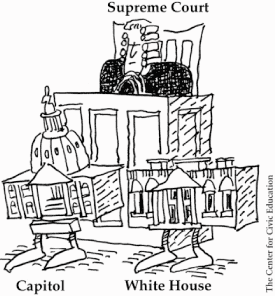 Supreme Court
Capitol
White House
The Center for Civic Education